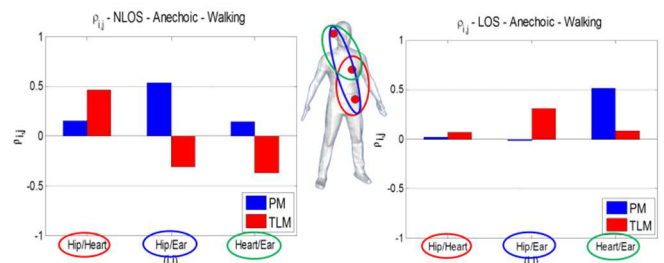 ρi,j - NLOS - Anechoic - Walking
1
0.5
0
-0.5
-1
ρi,j
PM
TLM
Hip/Heart Hip/Ear Heart/Ear
ρi,j - LOS - Anechoic - Walking
1
0.5
0
-0.5
-1
ρi,j
PM
TLM
Hip/Heart Hip/Ear Heart/Ear